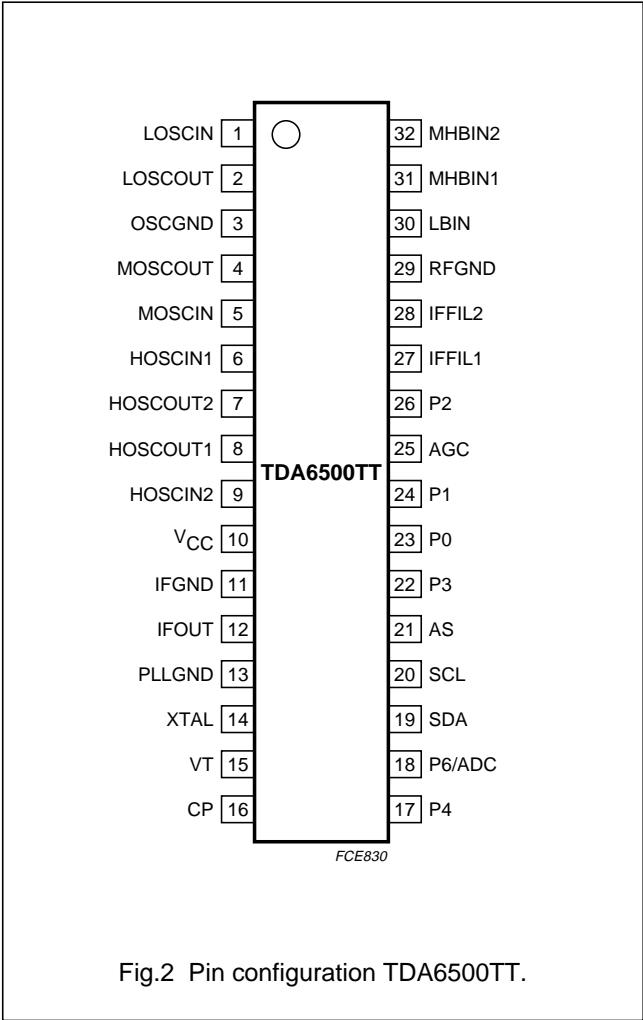 LOSCIN 1 32 MHBIN2
LOSCOUT 2 31 MHBIN1
OSCGND 3 30 LBIN
MOSCOUT 4 29 RFGND
MOSCIN 5 28 IFFIL2
HOSCIN1 6 27 IFFIL1
HOSCOUT2 7 26 P2
HOSCOUT1 8 25 AGC
TDA6500TT
HOSCIN2 9 24 P1
VCC 10 23 P0
IFGND 11 22 P3
IFOUT 12 21 AS
PLLGND 13 20 SCL
XTAL 14 19 SDA
VT 15 18 P6/ADC
CP 16 17 P4
FCE830
Fig.2 Pin configuration TDA6500TT.